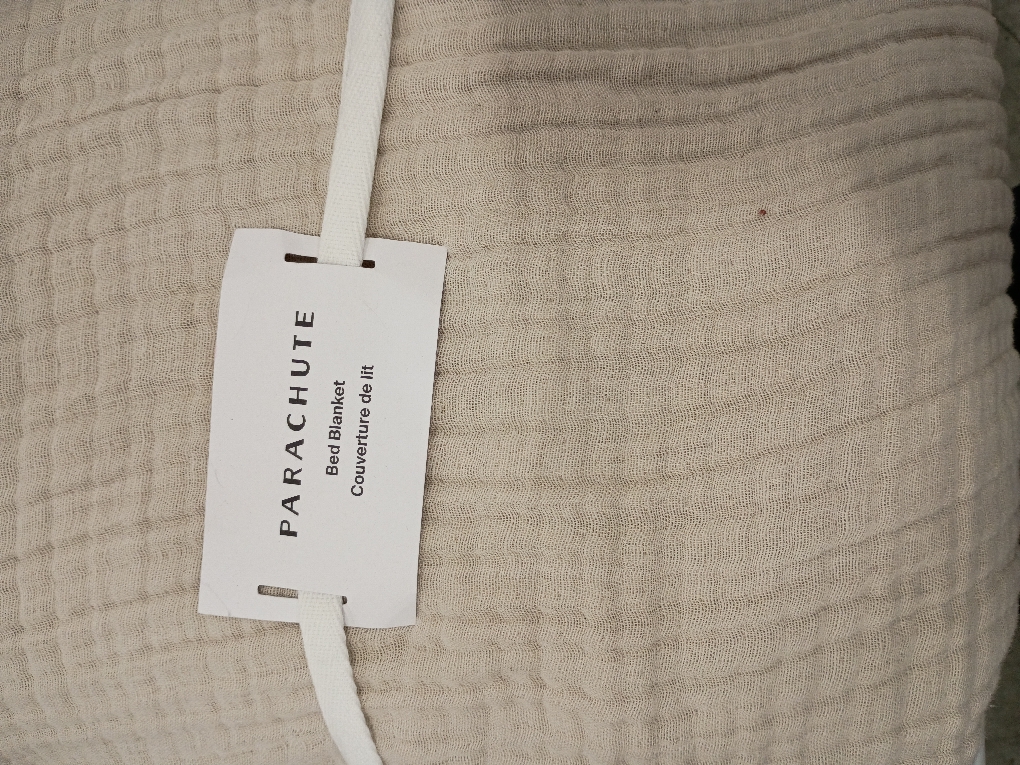 PARACHUTE
Bed Blanket
Couverture de lit